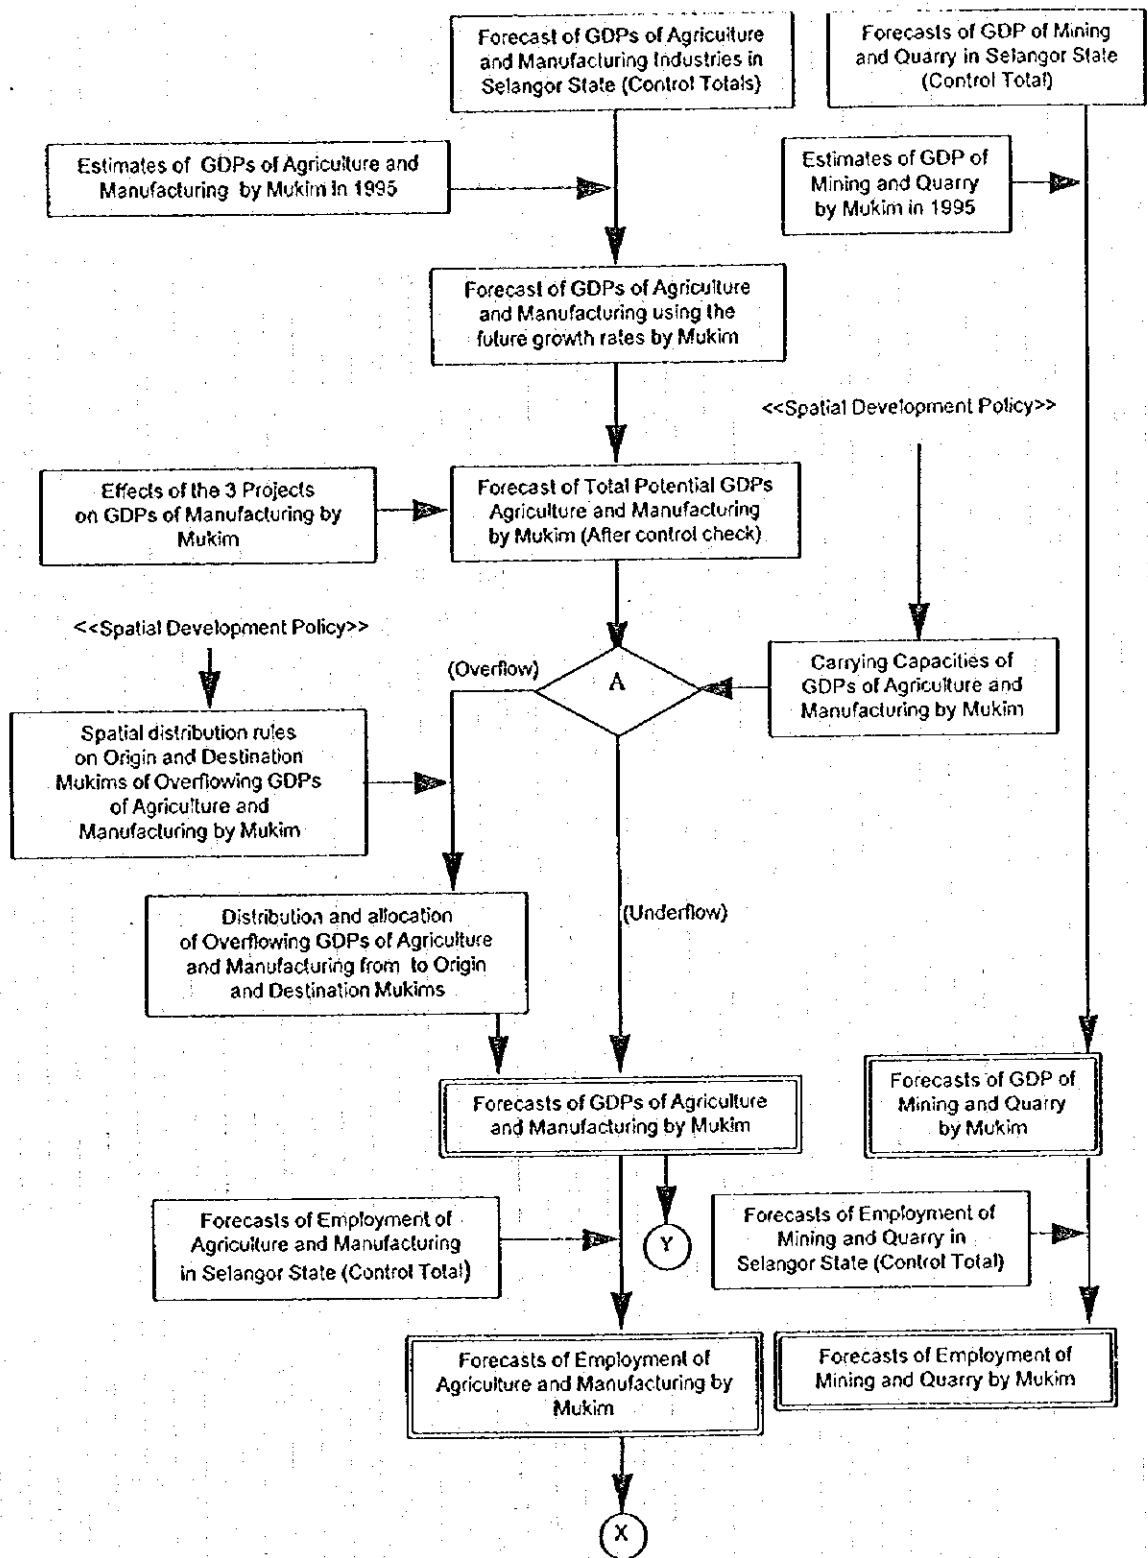 Forecast of GDPs of Agriculture
and Manufacturing Industries in
Selangor State (Control Totals)
Forecasts of GDP of Mining
and Quarry in Selangor State
(Control Total)
Estimates of GDPs of Agriculture and
Manufacturing by Mukim in 1995
Estimates of GDP of
Mining and Quarry
by Mukim in 1995
Forecast of GDPs of Agriculture
and Manufacturing using the
future growth rates by Mukim
<<Spatial Development Policy>>
Effects of the 3 Projects
on GDPs of Manufacturing by
Mukim
Forecast of Total Potential GDPs
Agriculture and Manufacturing
by Mukim (After control check)
<<Spatial Development Policy>>
(Overflow)
A
Carrying Capacities of
GDPs of Agriculture and
Manufacturing by Mukim
Spatial distribution rules
on Origin and Destination
Mukims of Overflowing GDPs
of Agriculture and
Manufacturing by Mukim
Distribution and allocation
of Overflowing GDPs of Agriculture
and Manufacturing from to Origin
and Destination Mukims
(Underflow)
Forecasts of GDPs of Agriculture
and Manufacturing by Mukim
Forecasts of GDP of
Mining and Quarry
by Mukim
Forecasts of Employment of
Agriculture and Manufacturing
in Selangor State (Control Total)
Y
Forecasts of Employment of
Mining and Quarry in
Selangor State (Control Total)
Forecasts of Employment of
Agriculture and Manufacturing by
Mukim
Forecasts of Employment of
Mining and Quarry by Mukim
X